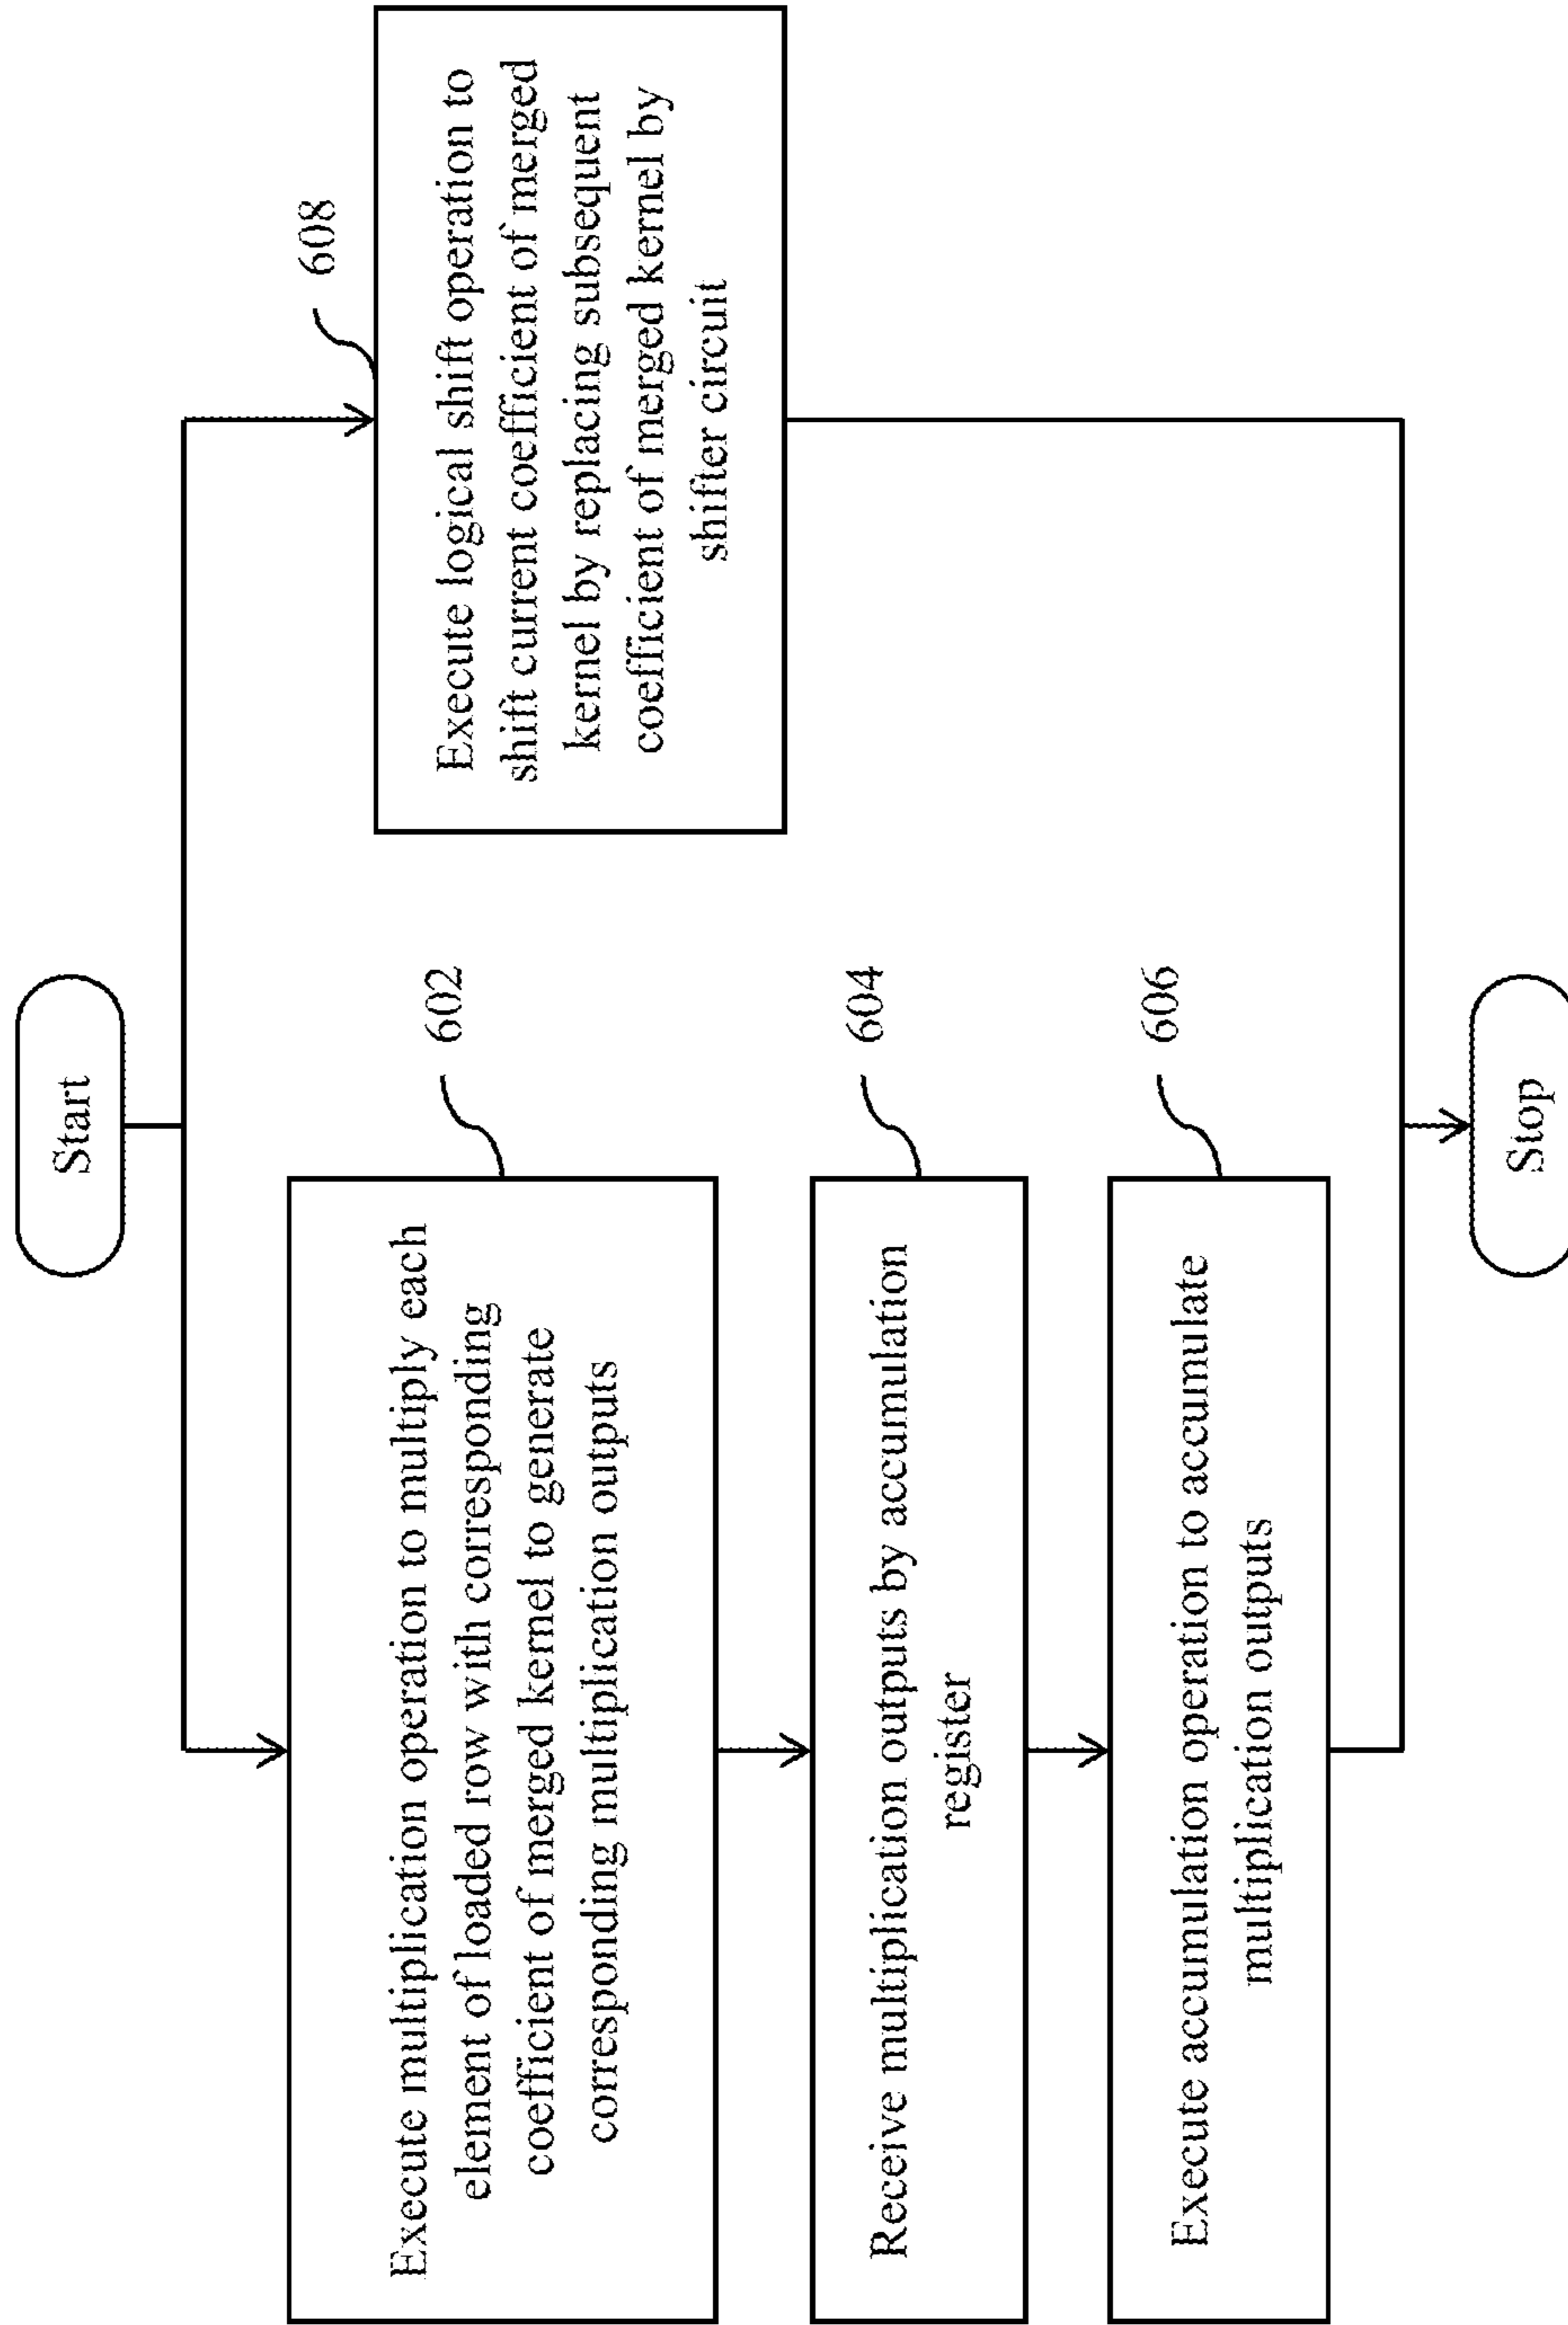 Start
Execute multiplication operation to multiply each
element of loaded row with corresponding
coefficient of merged kernel to generate
corresponding multiplication outputs
602
Receive multiplication outputs by accumulation
register
604
Execute accumulation operation to accumulate
multiplication outputs
606
Execute logical shift operation to
shift current coefficient of merged
kernel by replacing subsequent
coefficient of merged kernel by
shifter circuit
608
Stop